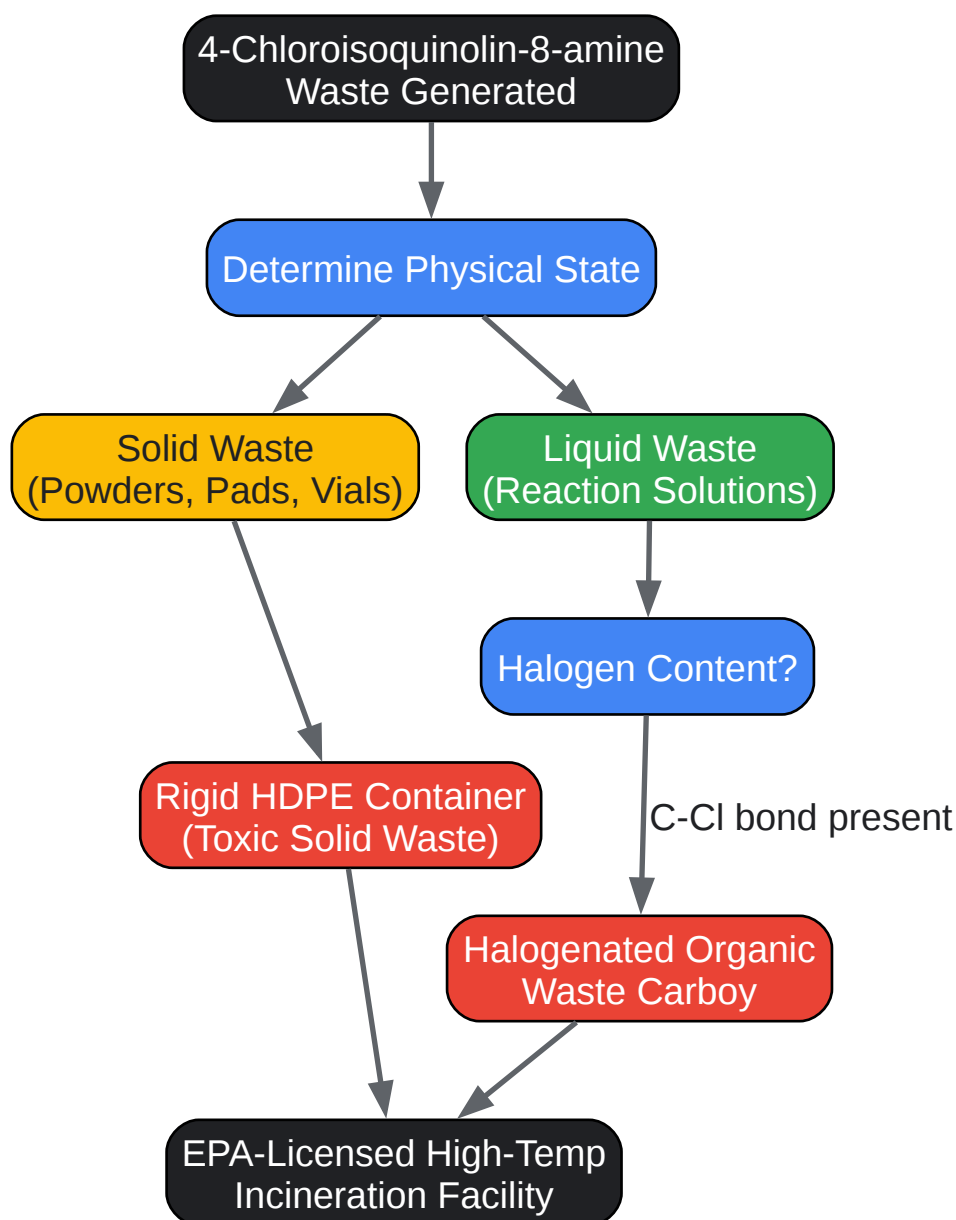 4-Chloroisoquinolin-8-amine
Waste Generated
Determine Physical State
Solid Waste
(Powders, Pads, Vials)
Liquid Waste
(Reaction Solutions)
Halogen Content?
Rigid HDPE Container
(Toxic Solid Waste)
C-Cl bond present
Halogenated Organic
Waste Carboy
EPA-Licensed High-Temp
Incineration Facility